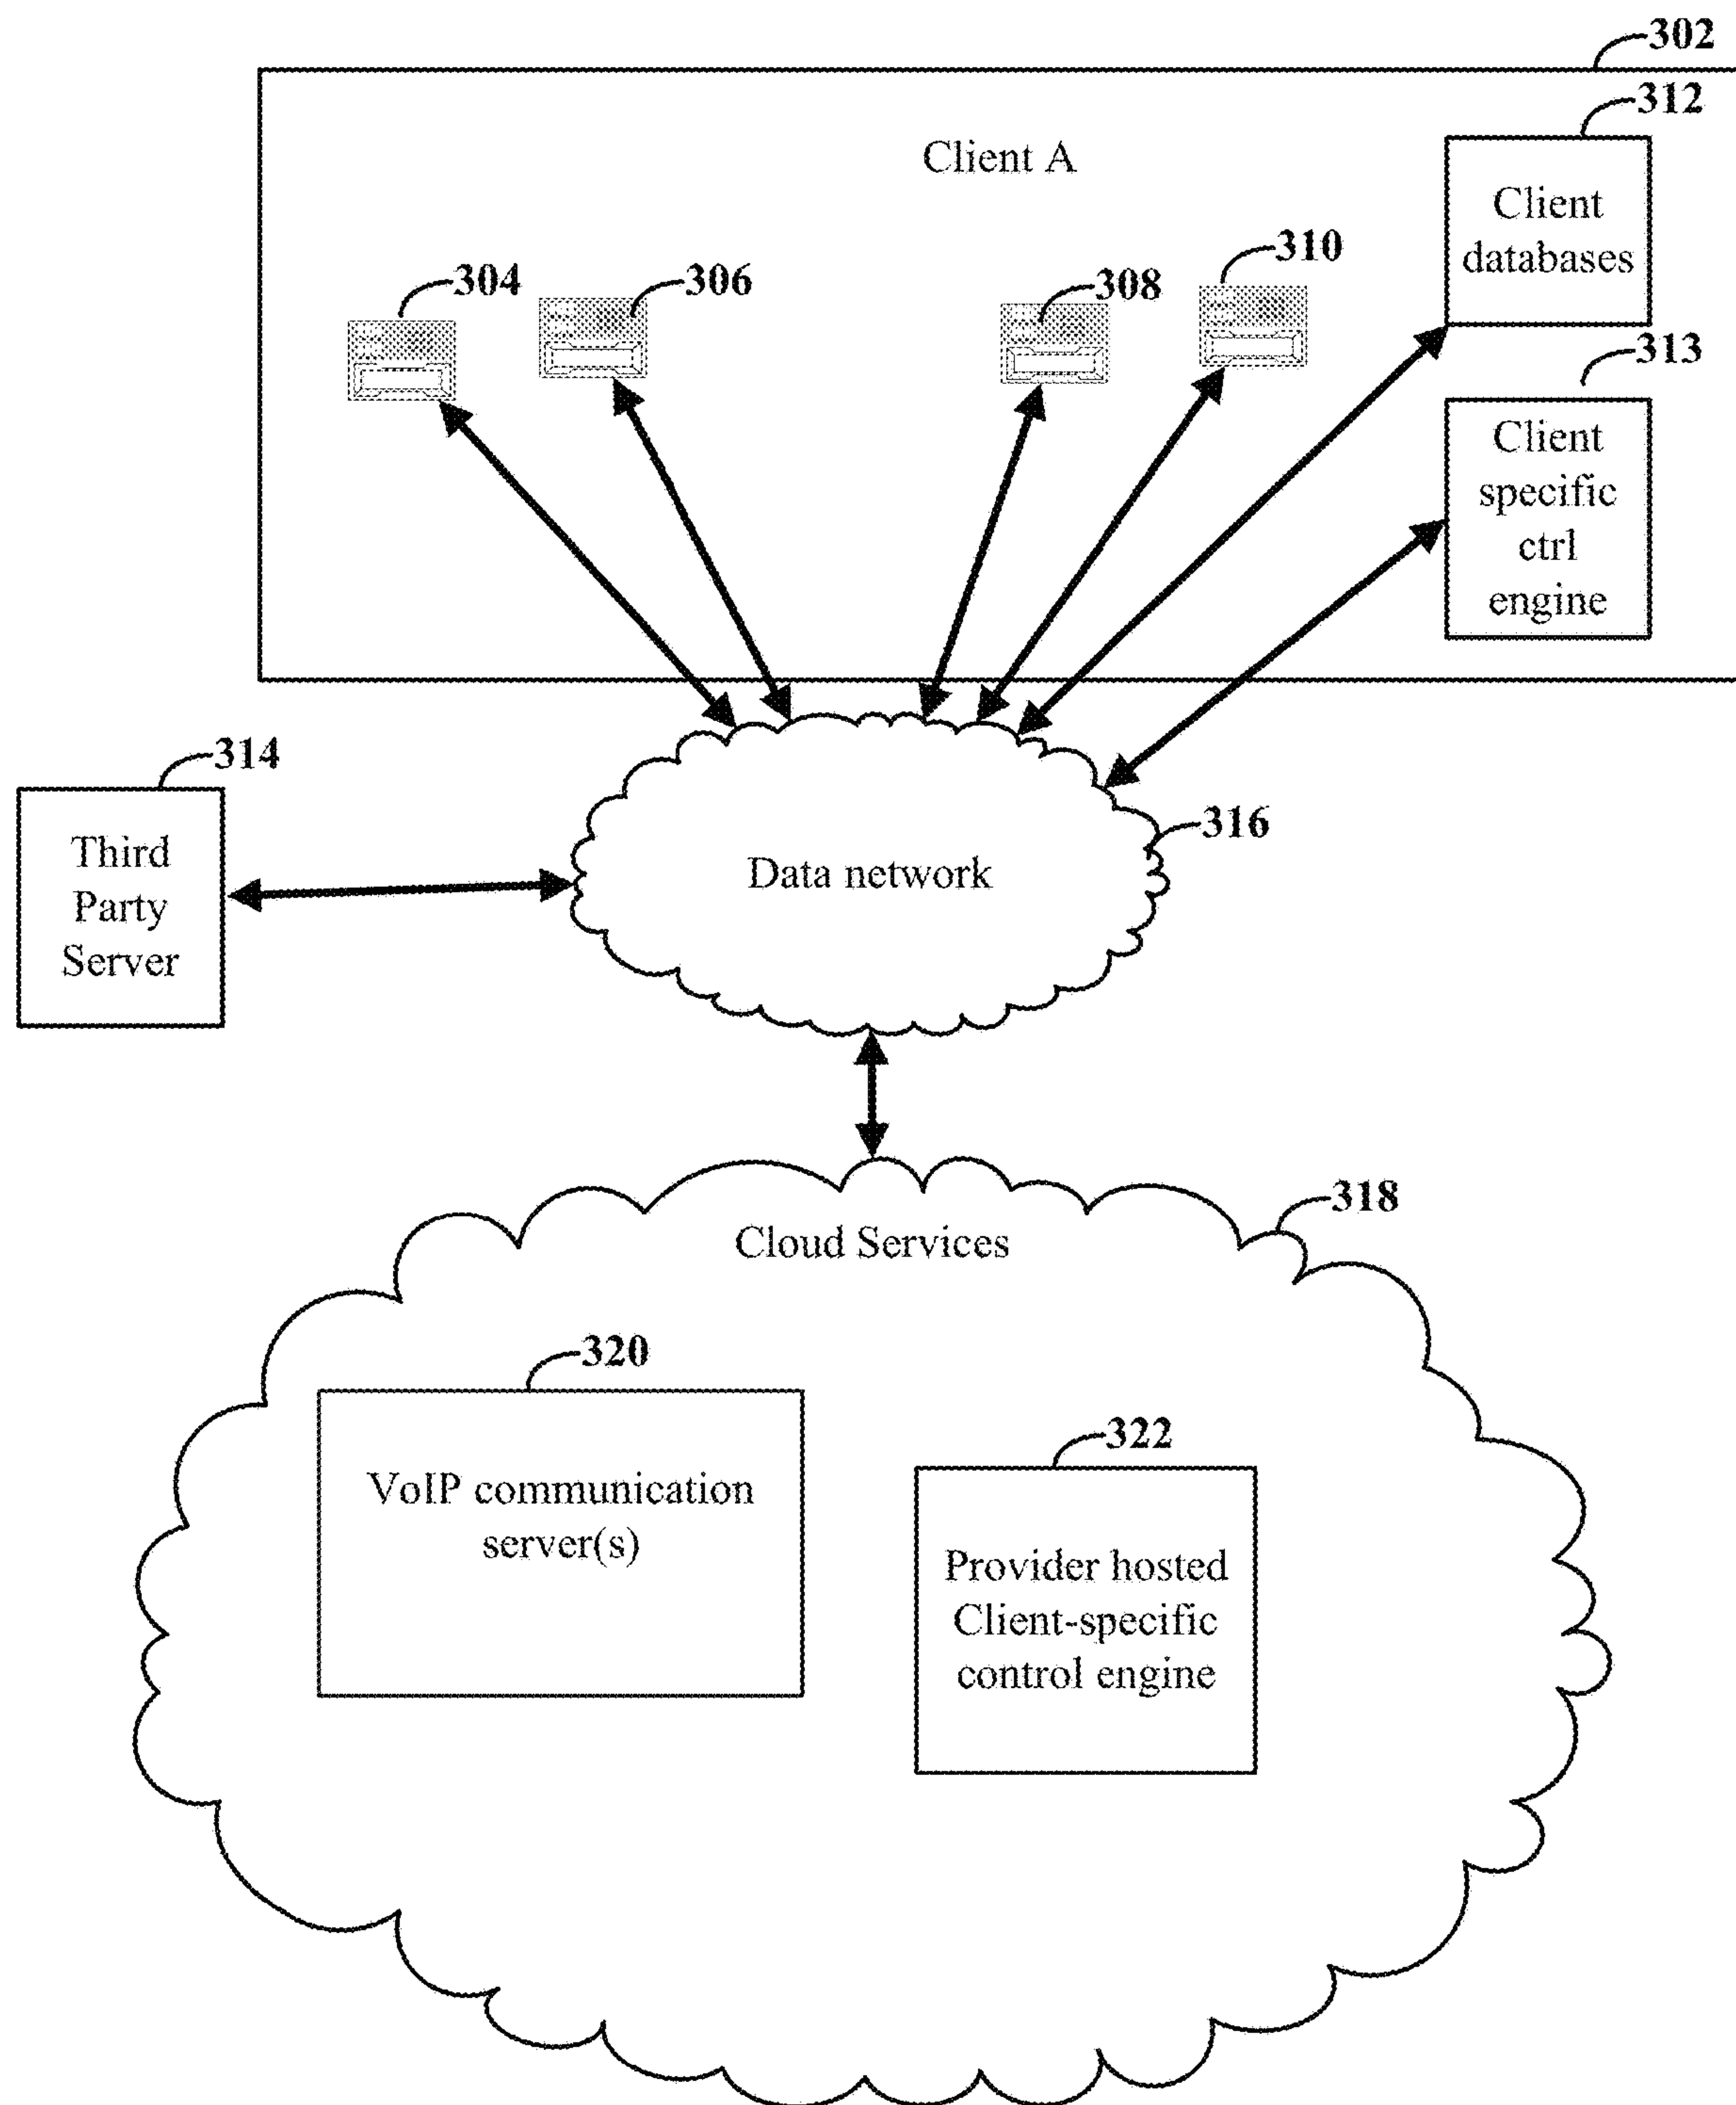 302
312
Client A
Client
databases
304
306
308
310
313
Client
specific
ctrl
engine
314
Third
Party
Server
316
Data network
318
Cloud Services
320
VoIP communication
server(s)
322
Provider hosted
Client-specific
control engine